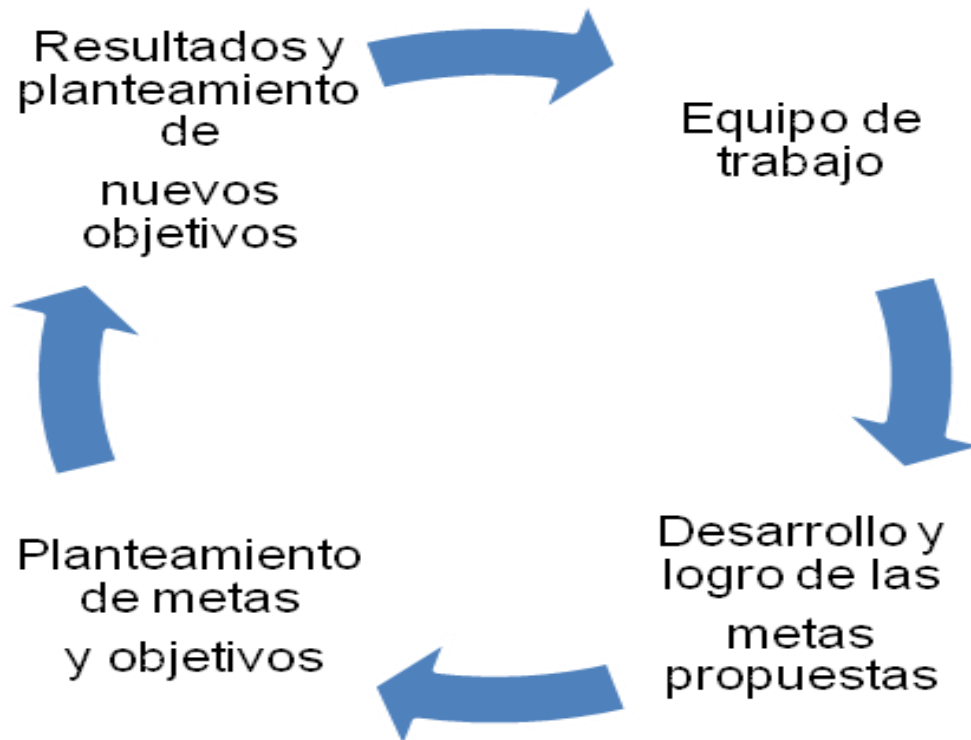 Resultados y
planteamiento
de
nuevos
objetivos
Equipo de
trabajo
Desarrollo y
logro de las
metas
propuestas
Planteamiento
de metas
y objetivos